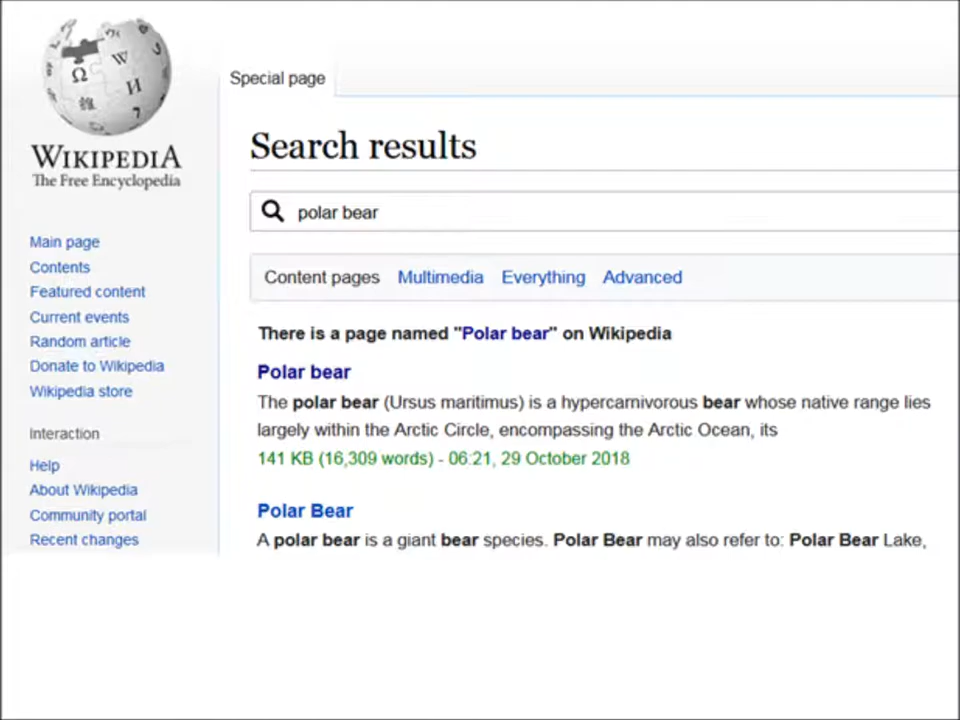 WIKIPEDIA
The Free Encyclopedia
Main page
Contents
Featured content
Current events
Random article
Donate to Wikipedia
Wikipedia store
Interaction
Help
About Wikipedia
Community portal
Recent changes
Special page
Search results
polar bear
Content pages Multimedia Everything Advanced
There is a page named "Polar bear" on Wikipedia
Polar bear
The polar bear (Ursus maritimus) is a hypercarnivorous bear whose native range lies
largely within the Arctic Circle, encompassing the Arctic Ocean, its
141 KB (16,309 words) - 06:21, 29 October 2018
Polar Bear
A polar bear is a giant bear species. Polar Bear may also refer to: Polar Bear Lake,